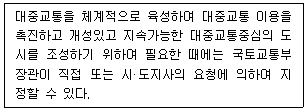 대중교통을 체계적으로 육성하여 대중교통 이용을
촉진하고 개성있고 지속가능한 대중교통중심의 도
시를 조성하기 위하여 필요한 때에는 국토교통부
장관이 직접 또는 시·도지사의 요청에 의하여 지
정할 수 있다.